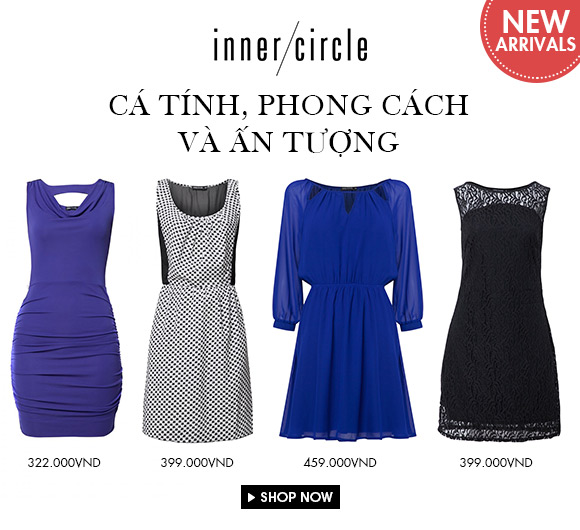 NEW
ARRIVALS
inner/circle
CÁ TÍNH, PHONG CÁCH
VÀ ẤN TƯỢNG
322.000VND
399.000VND
459.000VND
399.000VND
SHOP NOW